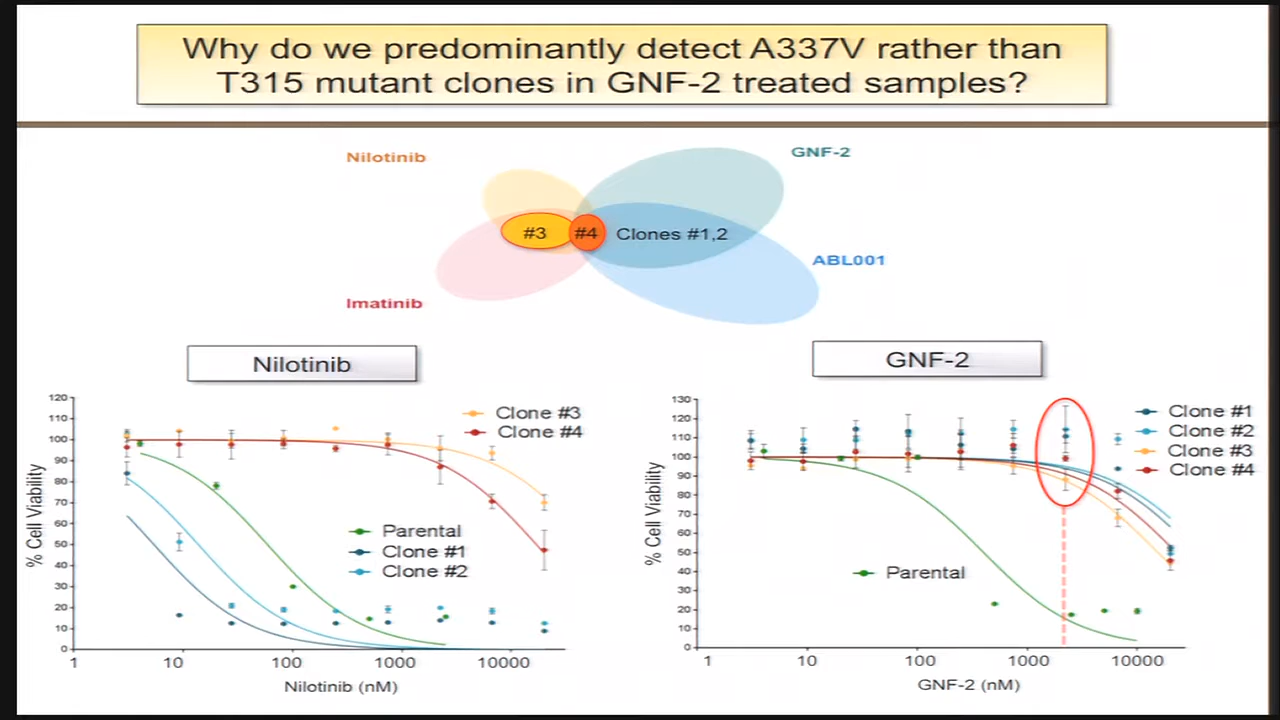 Why do we predominantly detect A337V rather than
T315 mutant clones in GNF-2 treated samples?
Nilotinib
GNF-2
#3
#4
Clones #1,2
ABL001
Imatinib
Nilotinib
% Cell Viability
120
110
100
90
80
70
60
50
40
30
20
10
0
1
10
100
1000
10000
Nilotinib (nM)
Clone #3
Clone #4
Parental
Clone #1
Clone #2
GNF-2
% Cell Viability
130
120
110
100
90
80
70
60
50
40
30
20
10
0
1
10
100
1000
10000
GNF-2 (nM)
Clone #1
Clone #2
Clone #3
Clone #4
Parental